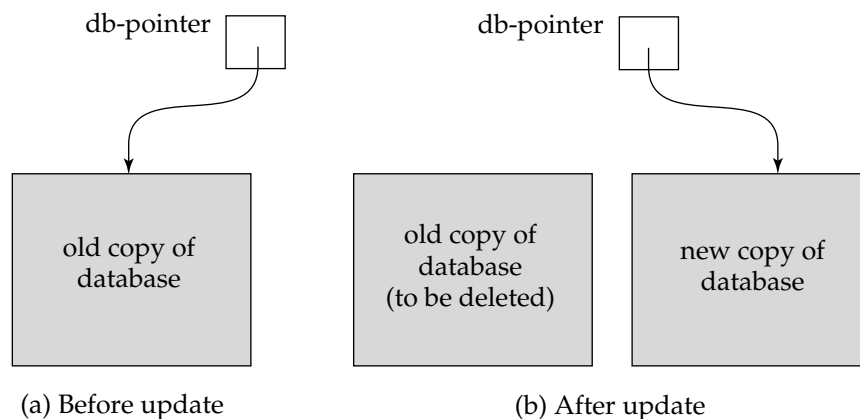 db-pointer
old copy of
database
(a) Before update
db-pointer
old copy of
database
(to be deleted)
new copy of
database
(b) After update